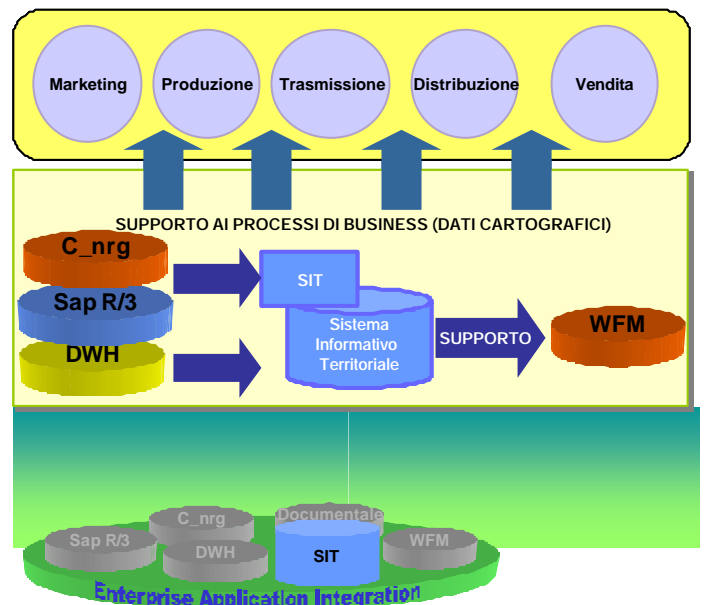 Marketing
Produzione
Trasmissione
Distribuzione
Vendita
SUPPORTO AI PROCESSI DI BUSINESS (DATI CARTOGRAFICI)
C_nrg
Sap R/3
DWH
SIT
Sistema
Informativo
Territoriale
SUPPORTO
WFM
C_nrg
Documentale
Sap R/3
DWH
SIT
WFM
Enterprise Application Integration